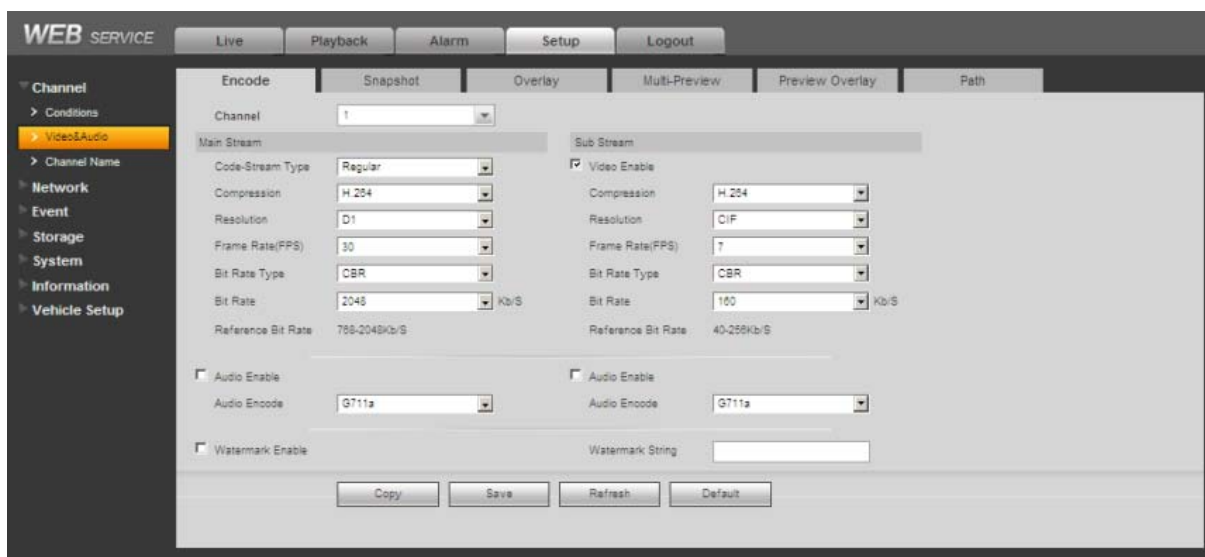 WEB SERVICE
Live Playback Alarm Setup Logout
Encode Snapshot Overlay Multi-Preview Preview Overlay Path
Channel
Conditions
Video&Audio
Channel Name
Network
Event
Storage
System
Information
Vehicle Setup
Channel 1
Main Stream
Code-Stream Type Regular
Compression H.264
Resolution D1
Frame Rate(FPS) 30
Bit Rate Type CBR
Bit Rate 2048 Kb/S
Reference Bit Rate 768-2048Kb/S
Audio Enable
Audio Encode G711a
Watermark Enable
Sub Stream
Video Enable
Compression H.264
Resolution CIF
Frame Rate(FPS) 7
Bit Rate Type CBR
Bit Rate 160 Kb/S
Reference Bit Rate 40-256Kb/S
Audio Enable
Audio Encode G711a
Watermark String
Copy Save Refresh Default